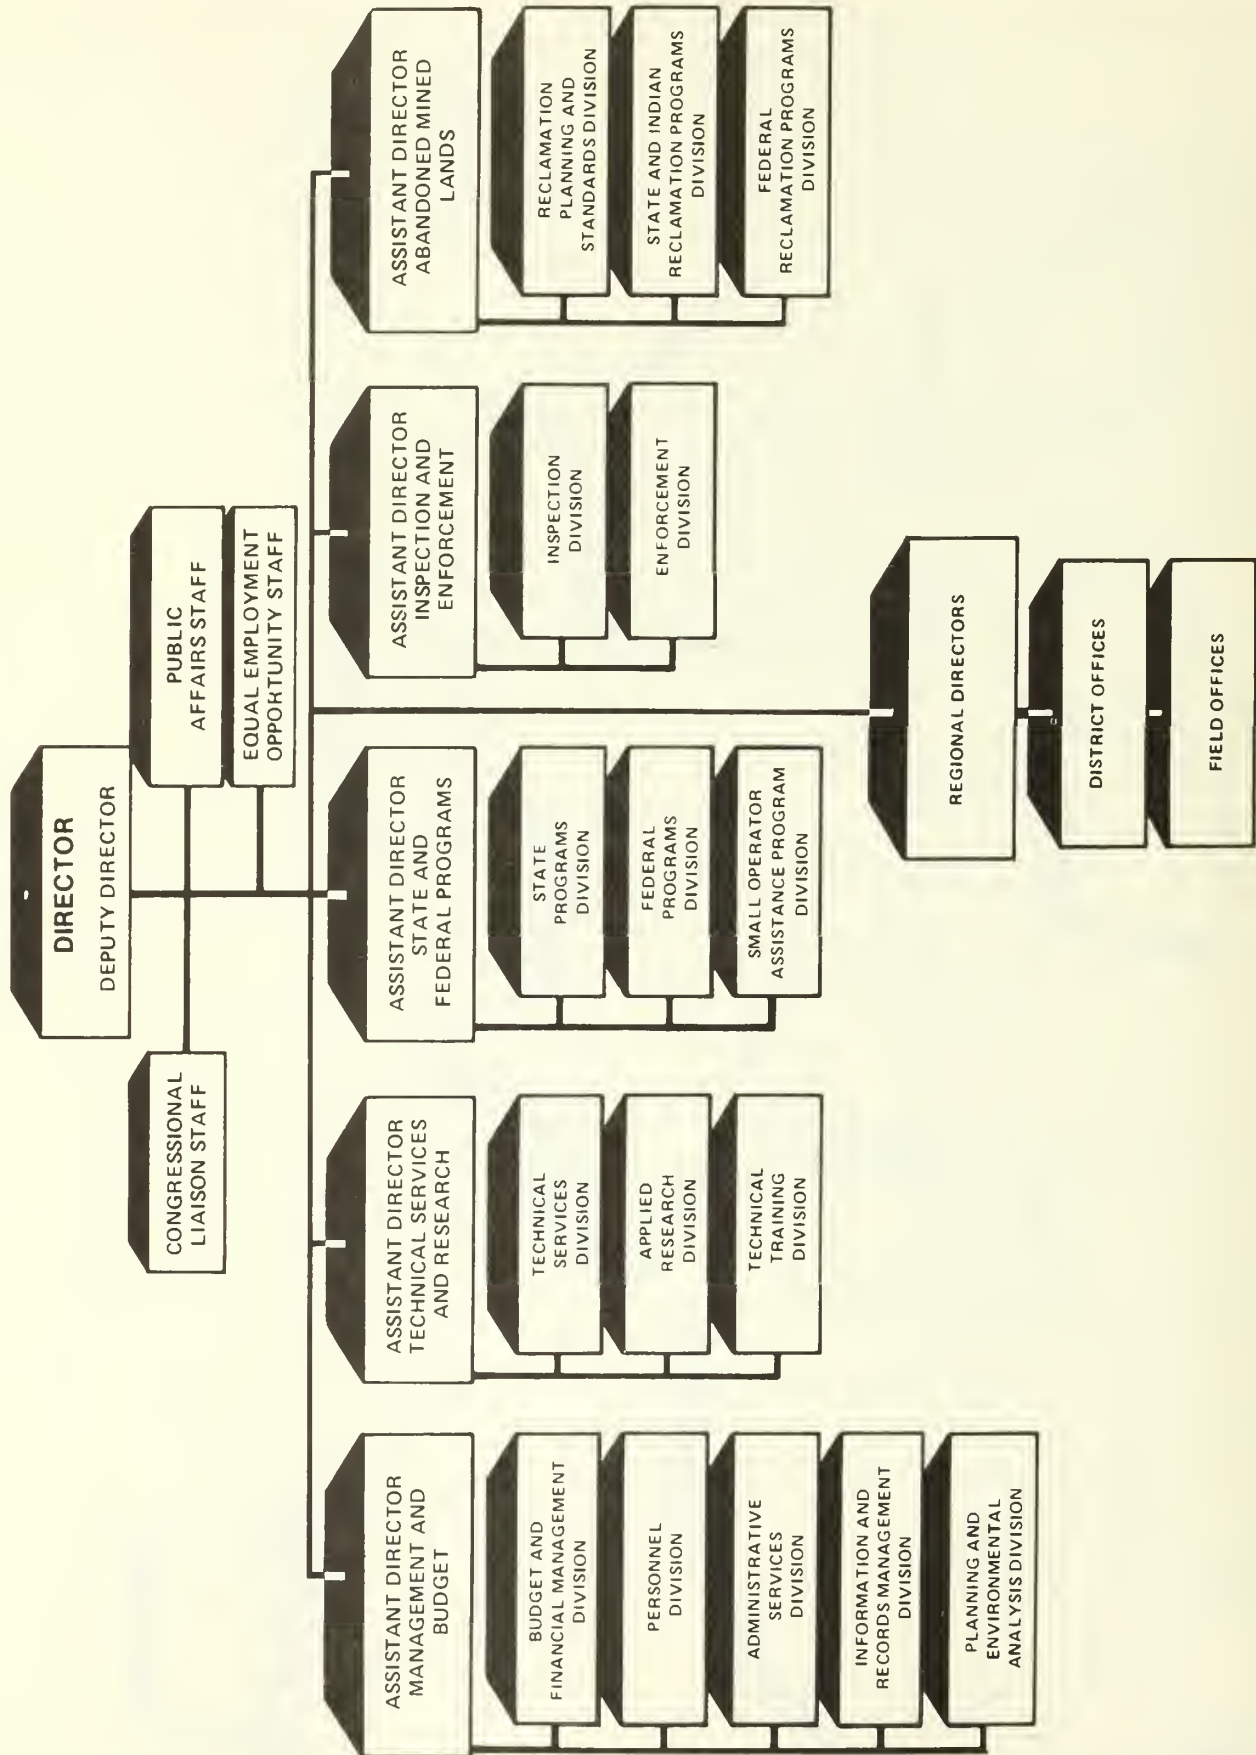 DIRECTOR
DEPUTY DIRECTOR
CONGRESSIONAL
LIAISON STAFF
PUBLIC
AFFAIRS STAFF
EQUAL EMPLOYMENT
OPPORTUNITY STAFF
ASSISTANT DIRECTOR
MANAGEMENT AND
BUDGET
BUDGET AND
FINANCIAL MANAGEMENT
DIVISION
PERSONNEL
DIVISION
ADMINISTRATIVE
SERVICES
DIVISION
INFORMATION AND
RECORDS MANAGEMENT
DIVISION
PLANNING AND
ENVIRONMENTAL
ANALYSIS DIVISION
ASSISTANT DIRECTOR
TECHNICAL SERVICES
AND RESEARCH
TECHNICAL
SERVICES
DIVISION
APPLIED
RESEARCH
DIVISION
TECHNICAL
TRAINING
DIVISION
ASSISTANT DIRECTOR
STATE AND
FEDERAL PROGRAMS
STATE
PROGRAMS
DIVISION
FEDERAL
PROGRAMS
DIVISION
SMALL OPERATOR
ASSISTANCE PROGRAM
DIVISION
ASSISTANT DIRECTOR
INSPECTION AND
ENFORCEMENT
INSPECTION
DIVISION
ENFORCEMENT
DIVISION
ASSISTANT DIRECTOR
ABANDONED MINED
LANDS
RECLAMATION
PLANNING AND
STANDARDS DIVISION
STATE AND INDIAN
RECLAMATION PROGRAMS
DIVISION
FEDERAL
RECLAMATION PROGRAMS
DIVISION
REGIONAL DIRECTORS
DISTRICT OFFICES
FIELD OFFICES